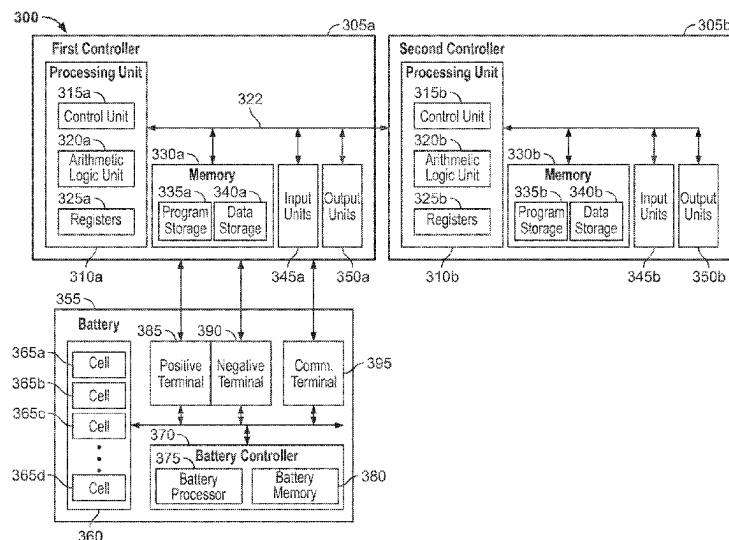 300
305a
305b
First Controller
Second Controller
Processing Unit
315a
Control Unit
320a
Arithmetic
Logic Unit
325a
Registers
310a
322
330a
Memory
335a
340a
Program
Storage
Data
Storage
Input
Units
Output
Units
345a
350a
Processing Unit
315b
Control Unit
320b
Arithmetic
Logic Unit
325b
Registers
310b
330b
Memory
335b
340b
Program
Storage
Data
Storage
Input
Units
Output
Units
345b
350b
355
Battery
365a
Cell
365b
Cell
365c
Cell
365d
Cell
360
385
Positive
Terminal
390
Negative
Terminal
Comm.
Terminal
395
370
Battery Controller
375
Battery
Processor
Battery
Memory
380